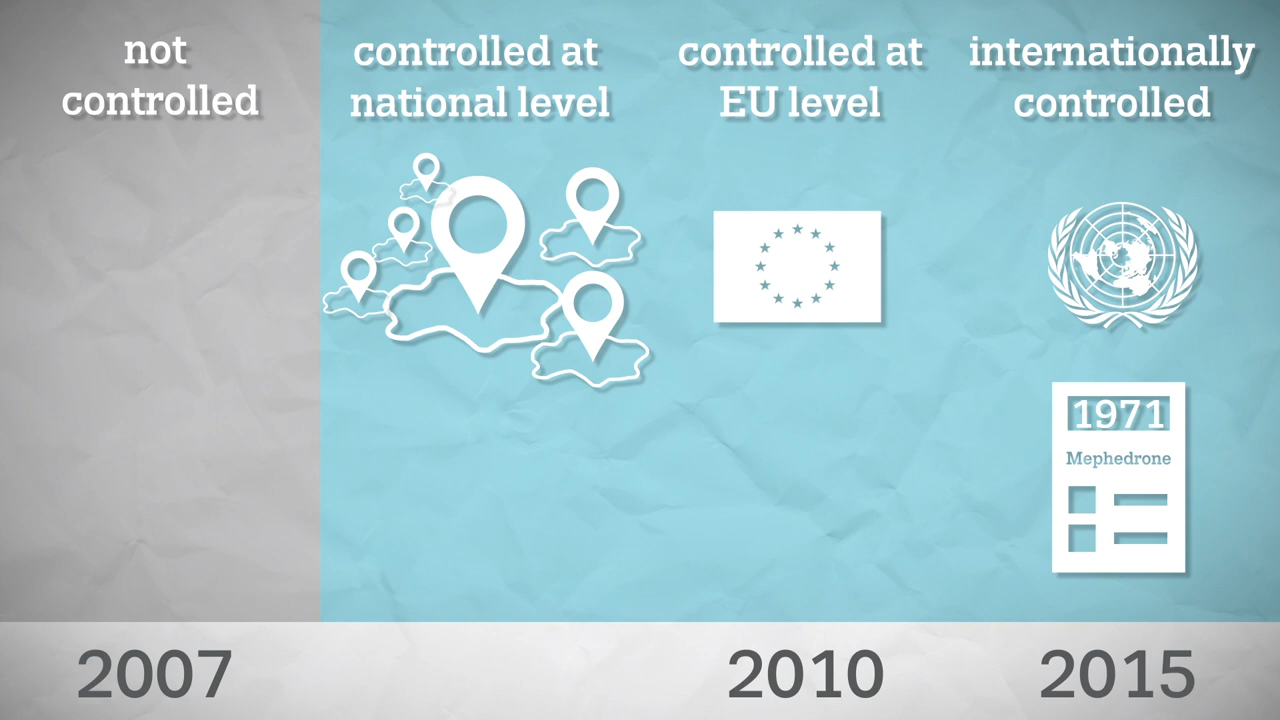 not
controlled
controlled at
national level
controlled at
EU level
internationally
controlled
1971
Mephedrone
2007
2010
2015